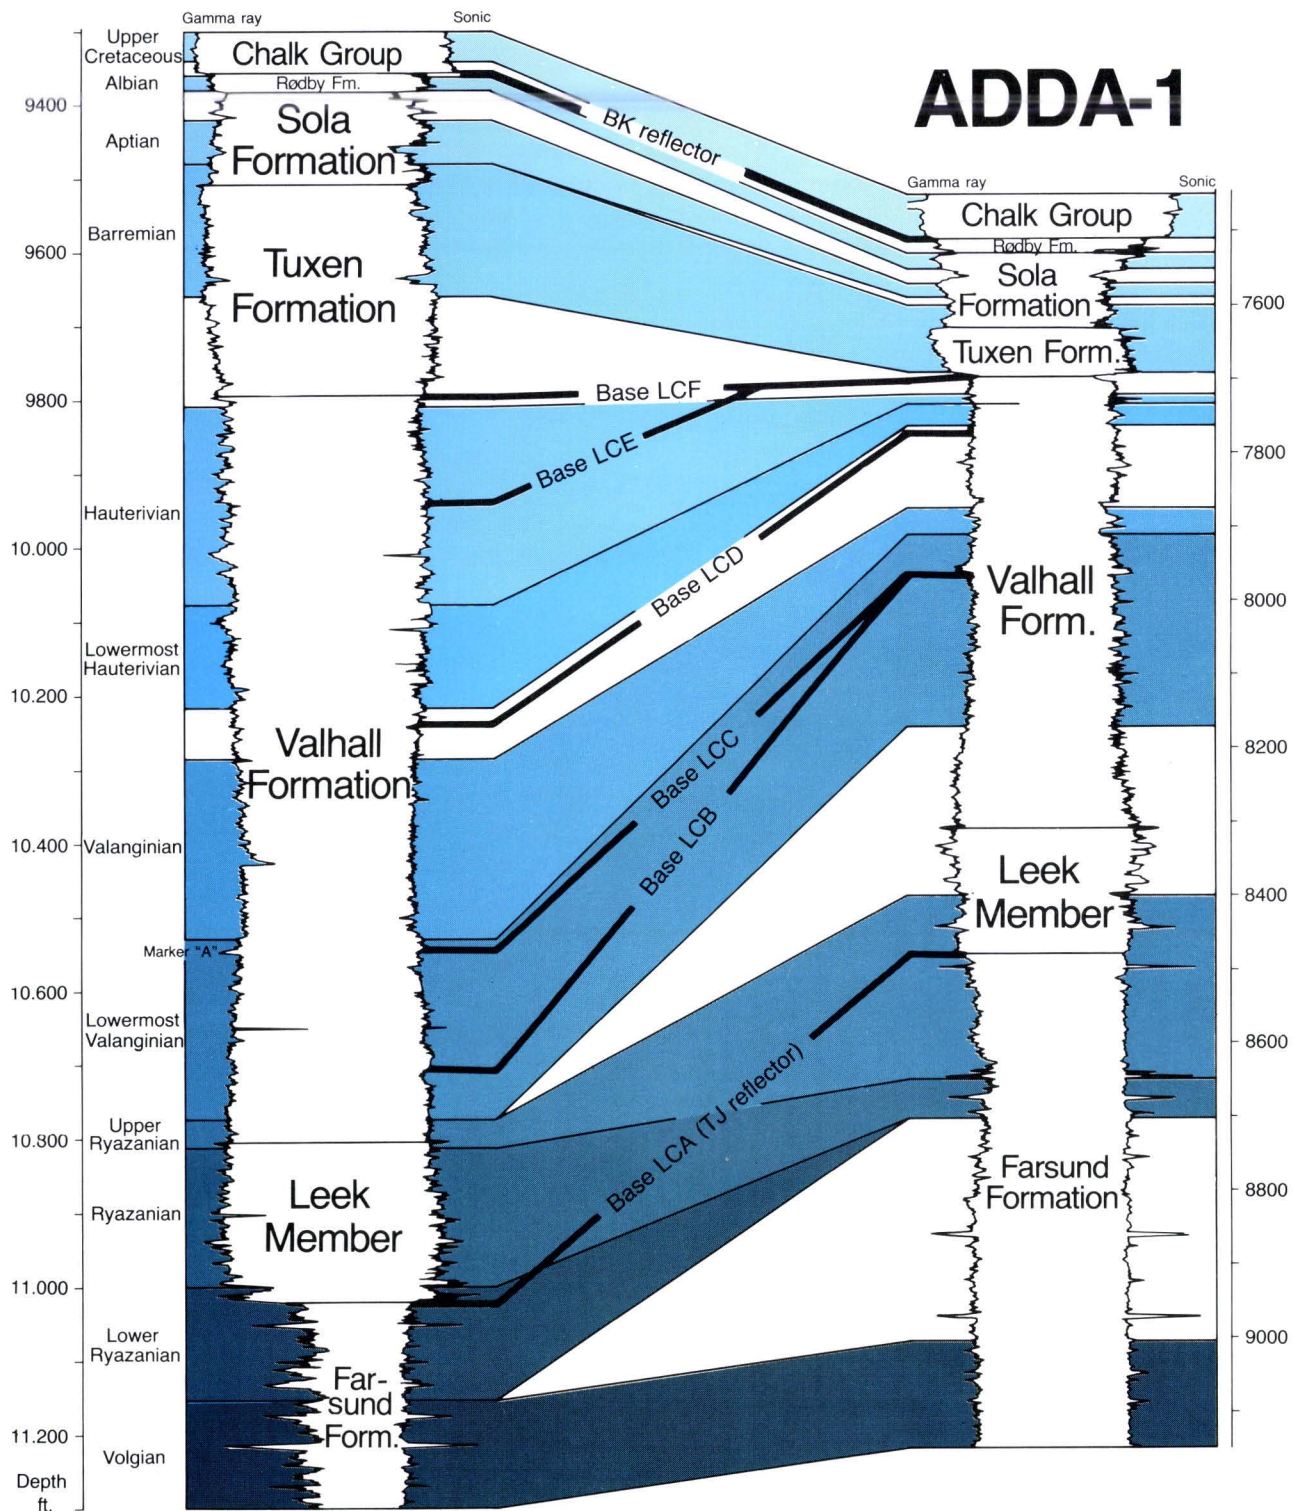 Gamma ray
Sonic
Upper
Cretaceous
Albian
Aptian
Barremian
Hauterivian
Lowermost
Hauterivian
Valanginian
Marker "A"
Lowermost
Valanginian
Upper
Ryazanian
Ryazanian
Lower
Ryazanian
Volgian
9400
9600
9800
10.000
10.200
10.400
10.600
10.800
11.000
11.200
Depth
ft.
Chalk Group
Rødby Fm.
Sola
Formation
Tuxen
Formation
Valhall
Formation
Leek
Member
Far-
sund
Form.
BK reflector
Base LCF
Base LCE
Base LCD
Base LCC
Base LCB
Base LCA (TJ reflector)
ADDA-1
Gamma ray
Sonic
Chalk Group
Rødby Fm.
Sola
Formation
Tuxen Form.
Valhall
Form.
Leek
Member
Farsund
Formation
7600
7800
8000
8200
8400
8600
8800
9000